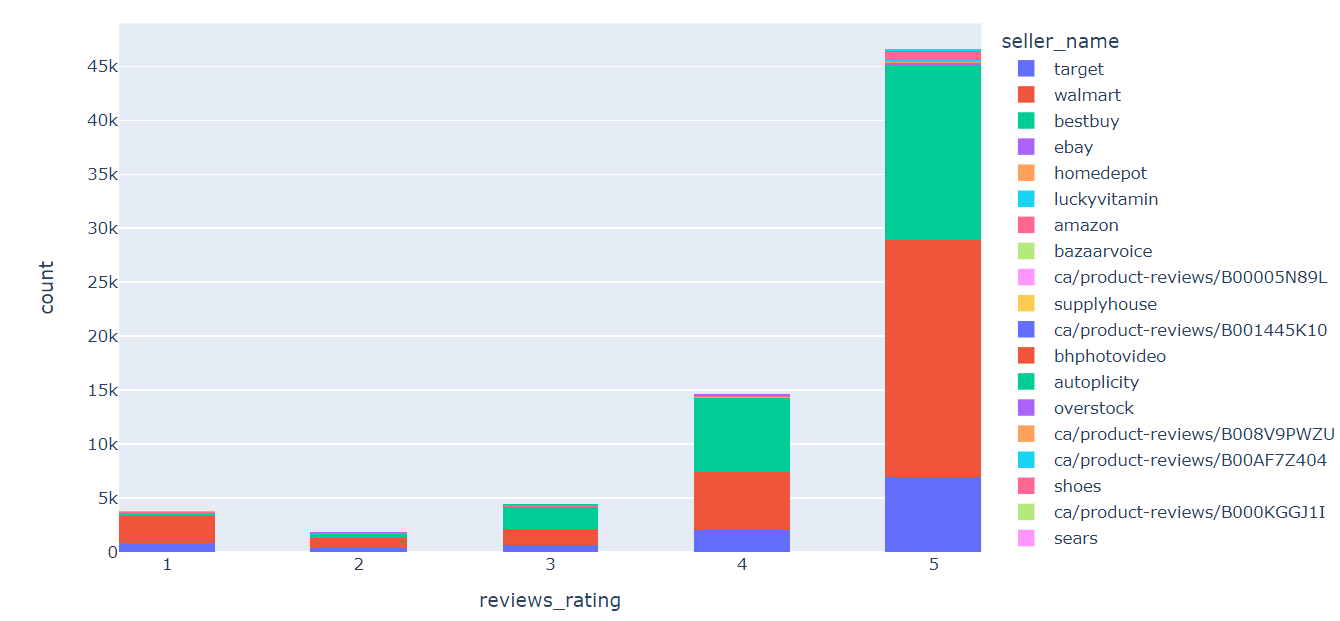 45k
40k
35k
30k
25k
20k
15k
10k
5k
0
count
1 2 3 4 5
reviews_rating
seller_name
target
walmart
bestbuy
ebay
homedepot
luckyvitamin
amazon
bazaarvoice
ca/product-reviews/B00005N89L
supplyhouse
ca/product-reviews/B001445K10
bhphotovideo
autoplicity
overstock
ca/product-reviews/B008V9PWZU
ca/product-reviews/B00AF7Z404
shoes
ca/product-reviews/B000KGGJ1I
sears